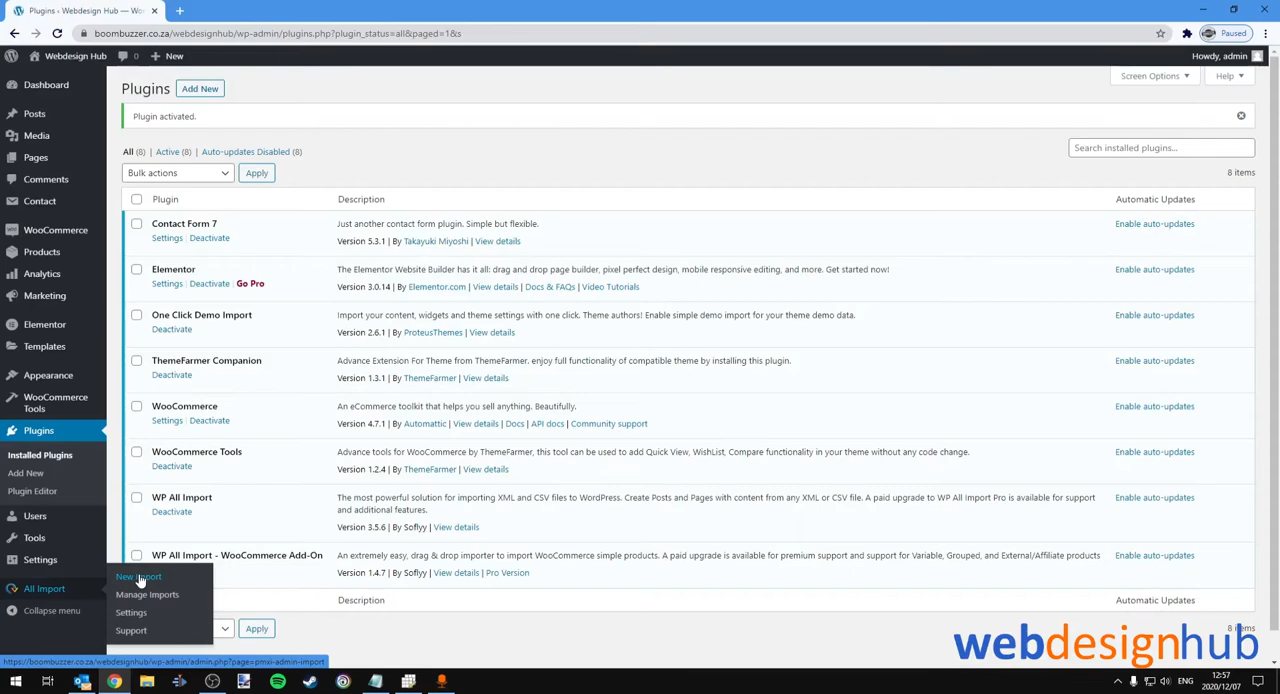 Plugins ‹ Webdesign Hub — Wo
boombuzzer.co.za/webdesignhub/wp-admin/plugins.php?plugin_status=all&paged=1&s
Paused
Webdesign Hub
0
New
Howdy, admin
Dashboard
Posts
Media
Pages
Comments
Contact
WooCommerce
Products
Analytics
Marketing
Elementor
Templates
Appearance
WooCommerce
Tools
Plugins
Installed Plugins
Add New
Plugin Editor
Users
Tools
Settings
All Import
Collapse menu
New Import
Manage Imports
Settings
Support
Screen Options
Help
Plugins
Add New
Plugin activated.
All (8) | Active (8) | Auto-updates Disabled (8)
Search installed plugins...
Bulk actions
Apply
8 items
Plugin
Description
Automatic Updates
Contact Form 7
Just another contact form plugin. Simple but flexible.
Enable auto-updates
Settings | Deactivate
Version 5.3.1 | By Takayuki Miyoshi | View details
Elementor
The Elementor Website Builder has it all: drag and drop page builder, pixel perfect design, mobile responsive editing, and more. Get started now!
Enable auto-updates
Settings | Deactivate | Go Pro
Version 3.0.14 | By Elementor.com | View details | Docs & FAQs | Video Tutorials
One Click Demo Import
Import your content, widgets and theme settings with one click. Theme authors! Enable simple demo import for your theme demo data.
Enable auto-updates
Deactivate
Version 2.6.1 | By ProteusThemes | View details
ThemeFarmer Companion
Advance Extension For Theme from ThemeFarmer. enjoy full functionality of compatible theme by installing this plugin.
Enable auto-updates
Deactivate
Version 1.3.1 | By ThemeFarmer | View details
WooCommerce
An eCommerce toolkit that helps you sell anything. Beautifully.
Enable auto-updates
Settings | Deactivate
Version 4.7.1 | By Automattic | View details | Docs | API docs | Community support
WooCommerce Tools
Advance tools for WooCommerce by ThemeFarmer, this tool can be used to add Quick View, WishList, Compare functionality in your theme without any code change.
Enable auto-updates
Deactivate
Version 1.2.4 | By ThemeFarmer | View details
WP All Import
The most powerful solution for importing XML and CSV files to WordPress. Create Posts and Pages with content from any XML or CSV file. A paid upgrade to WP All Import Pro is available for support
and additional features.
Enable auto-updates
Deactivate
Version 3.5.6 | By Soflyy | View details
WP All Import - WooCommerce Add-On
An extremely easy, drag & drop importer to import WooCommerce simple products. A paid upgrade is available for premium support and support for Variable, Grouped, and External/Affiliate products
Enable auto-updates
Version 1.4.7 | By Soflyy | View details | Pro Version
Description
Automatic Updates
Apply
8 items
webdesignhub
https://boombuzzer.co.za/webdesignhub/wp-admin/admin.php?page=pmxi-admin-import
ENG
12:57
2020/12/07